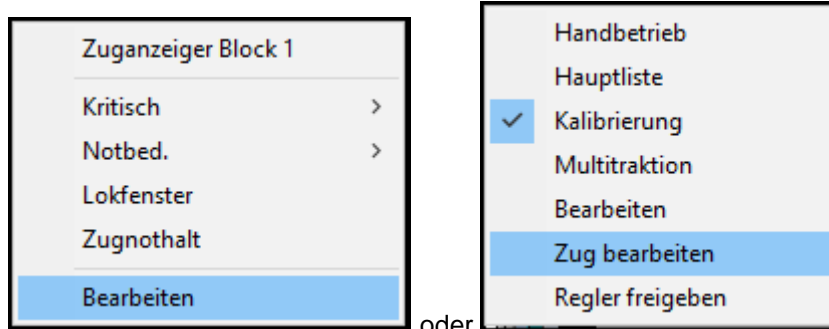 Zuganzeiger Block 1
Kritisch
Notbed.
Lokfenster
Zugnothalt
Bearbeiten
oder
Handbetrieb
Hauptliste
Kalibrierung
Multitraktion
Bearbeiten
Zug bearbeiten
Regler freigeben